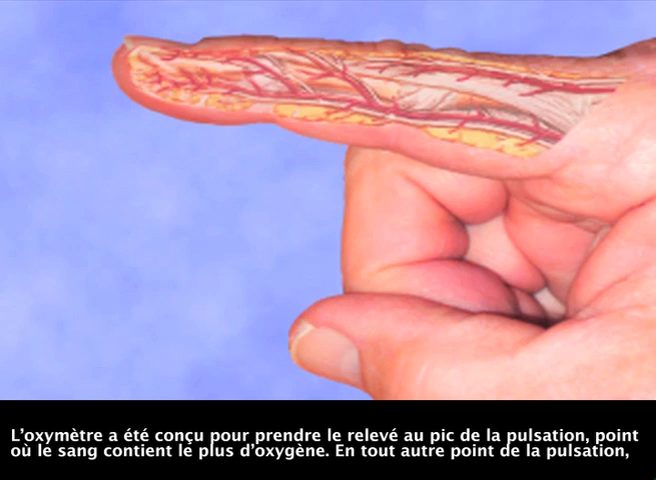 L'oxymètre a été conçu pour prendre le relevé au pic de la pulsation, point
où le sang contient le plus d'oxygène. En tout autre point de la pulsation,